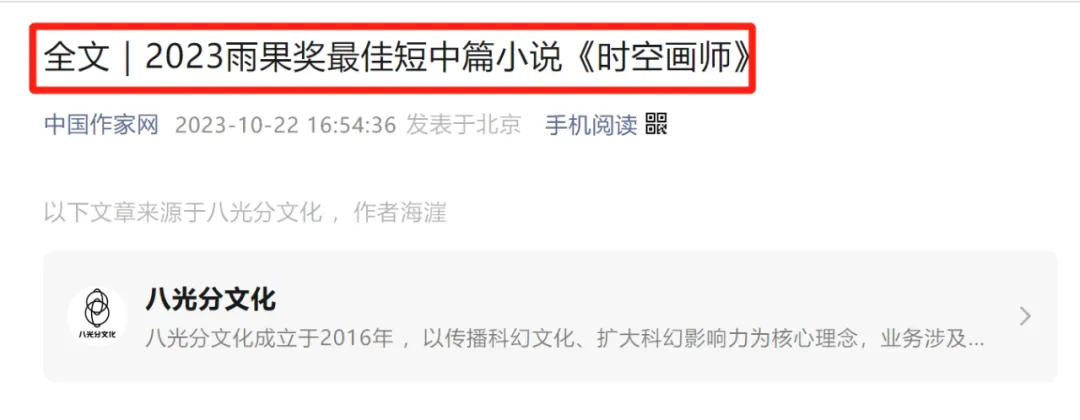 全文｜2023雨果奖最佳短中篇小说《时空画师》
中国作家网 2023-10-22 16:54:36 发表于北京 手机阅读
以下文章来源于八光分文化 ，作者海漄
八光分文化
八光分文化
八光分文化成立于2016年 ，以传播科幻文化、扩大科幻影响力为核心理念，业务涉及...